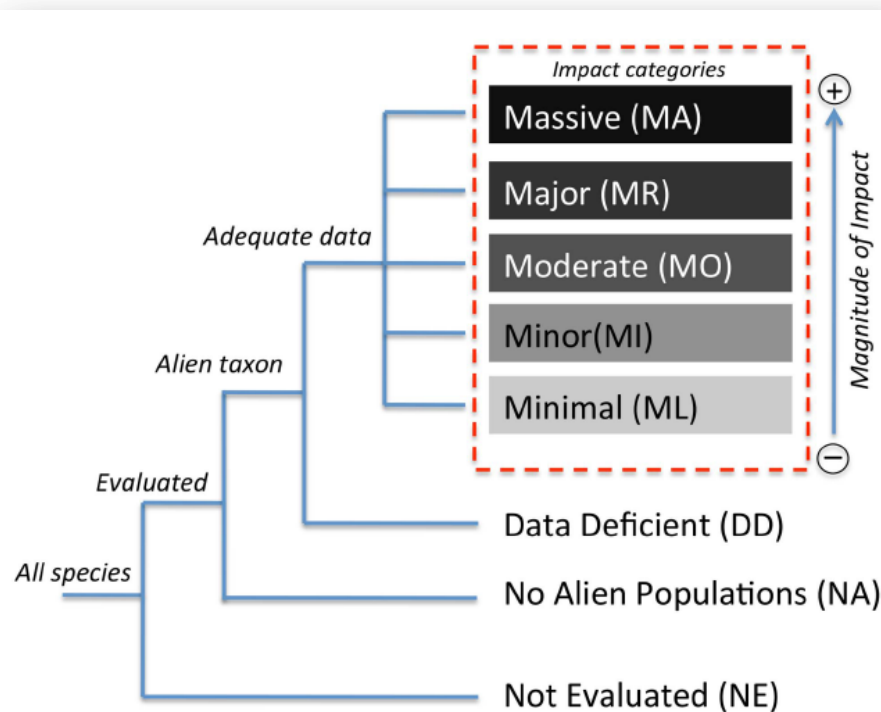 Impact categories
Massive (MA)
Major (MR)
Adequate data
Moderate (MO)
Minor(MI)
Alien taxon
Minimal (ML)
Magnitude of Impact
+
−
Evaluated
Data Deficient (DD)
All species
No Alien Populations (NA)
Not Evaluated (NE)